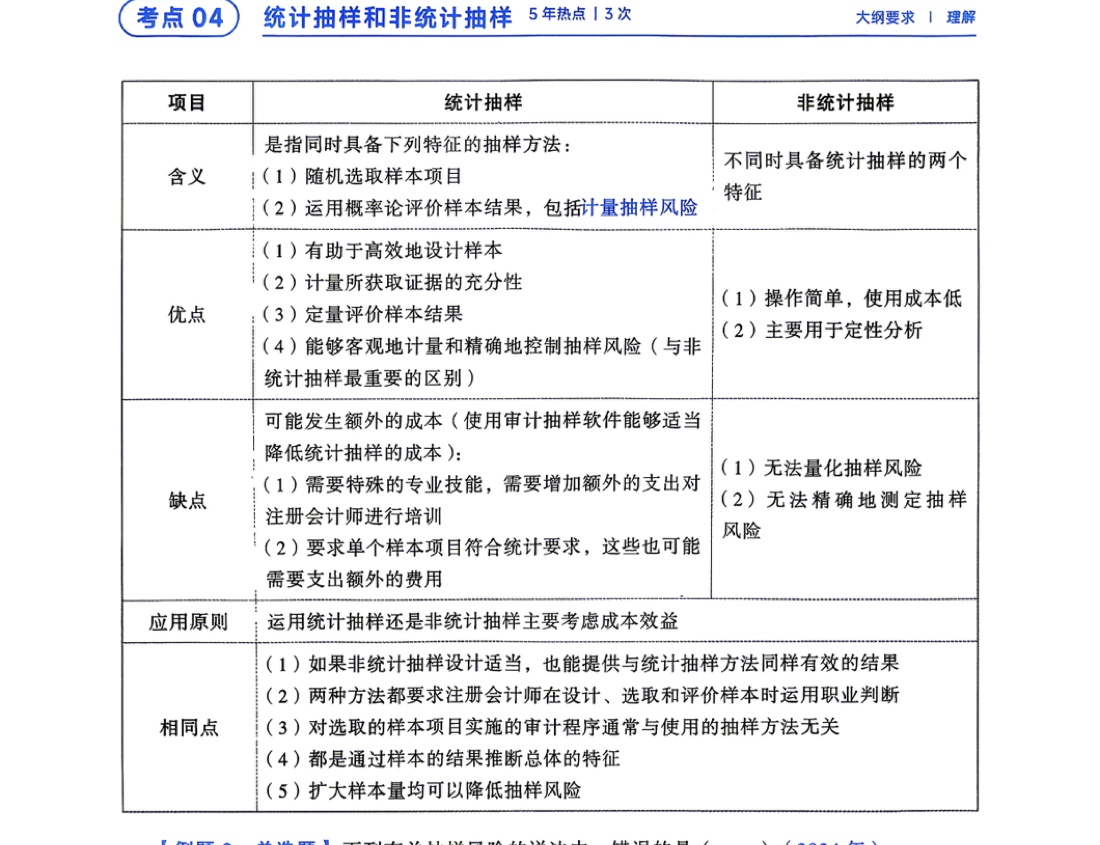 考点 04 统计抽样和非统计抽样 5 年热点 | 3 次 大纲要求 | 理解
项目 统计抽样 非统计抽样
含义
是指同时具备下列特征的抽样方法：
（1）随机选取样本项目
（2）运用概率论评价样本结果，包括计量抽样风险
不同时具备统计抽样的两个
特征
优点
（1）有助于高效地设计样本
（2）计量所获取证据的充分性
（3）定量评价样本结果
（4）能够客观地计量和精确地控制抽样风险（与非
统计抽样最重要的区别）
（1）操作简单，使用成本低
（2）主要用于定性分析
缺点
可能发生额外的成本（使用审计抽样软件能够适当
降低统计抽样的成本）：
（1）需要特殊的专业技能，需要增加额外的支出对
注册会计师进行培训
（2）要求单个样本项目符合统计要求，这些也可能
需要支出额外的费用
（1）无法量化抽样风险
（2）无法精确地测定抽样
风险
应用原则 运用统计抽样还是非统计抽样主要考虑成本效益
相同点
（1）如果非统计抽样设计适当，也能提供与统计抽样方法同样有效的结果
（2）两种方法都要求注册会计师在设计、选取和评价样本时运用职业判断
（3）对选取的样本项目实施的审计程序通常与使用的抽样方法无关
（4）都是通过样本的结果推断总体的特征
（5）扩大样本量均可以降低抽样风险